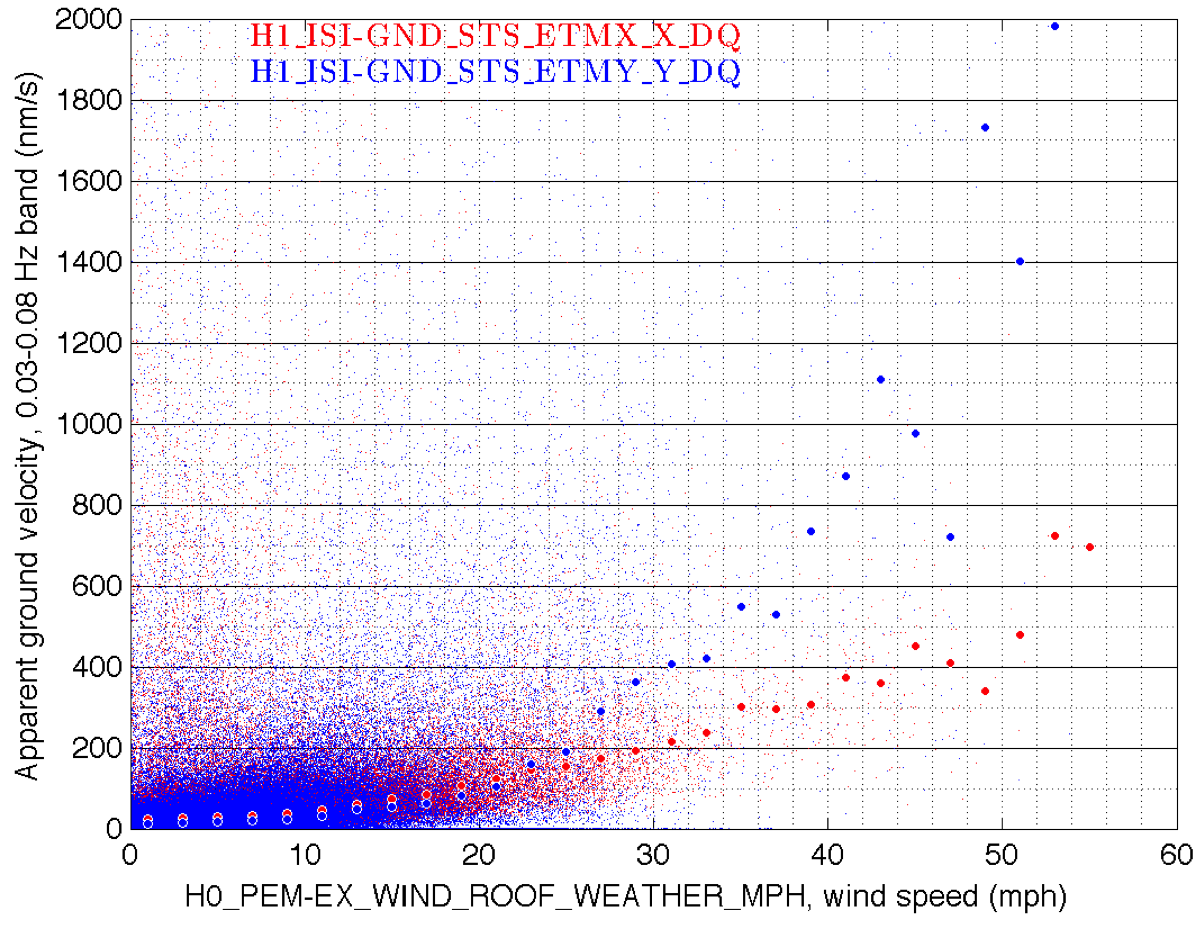 H1_ISI-GND_STS_ETMX_X_DQ
H1_ISI-GND_STS_ETMY_Y_DQ
Apparent ground velocity, 0.03-0.08 Hz band (nm/s)
2000
1800
1600
1400
1200
1000
800
600
400
200
0
0 10 20 30 40 50 60
H0_PEM-EX_WIND_ROOF_WEATHER_MPH, wind speed (mph)